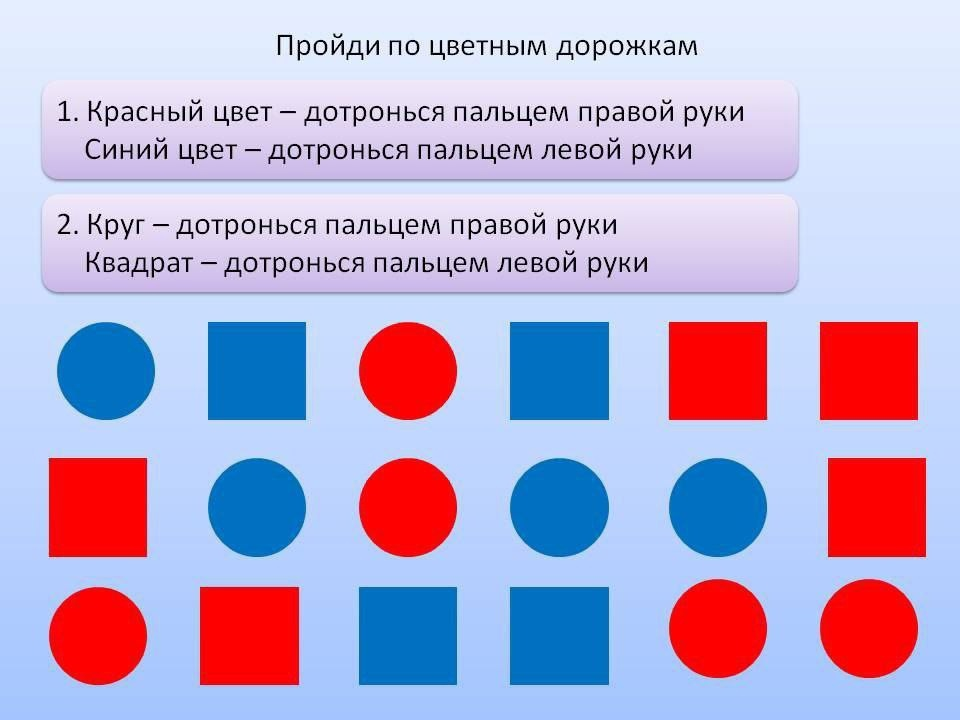 Пройди по цветным дорожкам
1. Красный цвет – дотронься пальцем правой руки
Синий цвет – дотронься пальцем левой руки
2. Круг – дотронься пальцем правой руки
Квадрат – дотронься пальцем левой руки